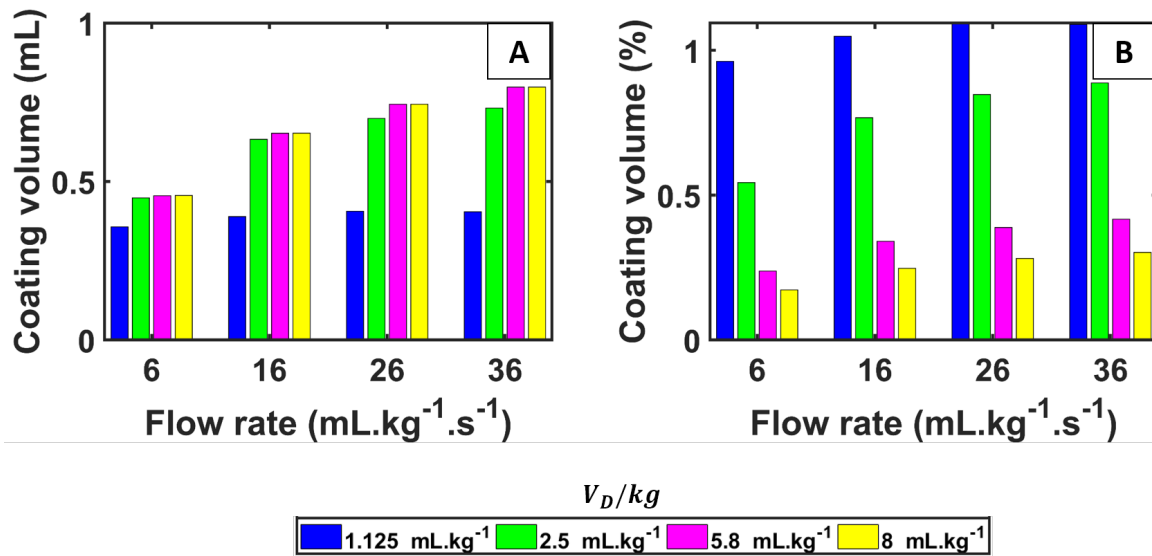 A
Coating volume (mL)
1
0.5
0
6 16 26 36
Flow rate (mL.kg⁻¹.s⁻¹)
B
Coating volume (%)
1
0.5
0
6 16 26 36
Flow rate (mL.kg⁻¹.s⁻¹)
V_D/kg
1.125 mL.kg⁻¹ 2.5 mL.kg⁻¹ 5.8 mL.kg⁻¹ 8 mL.kg⁻¹